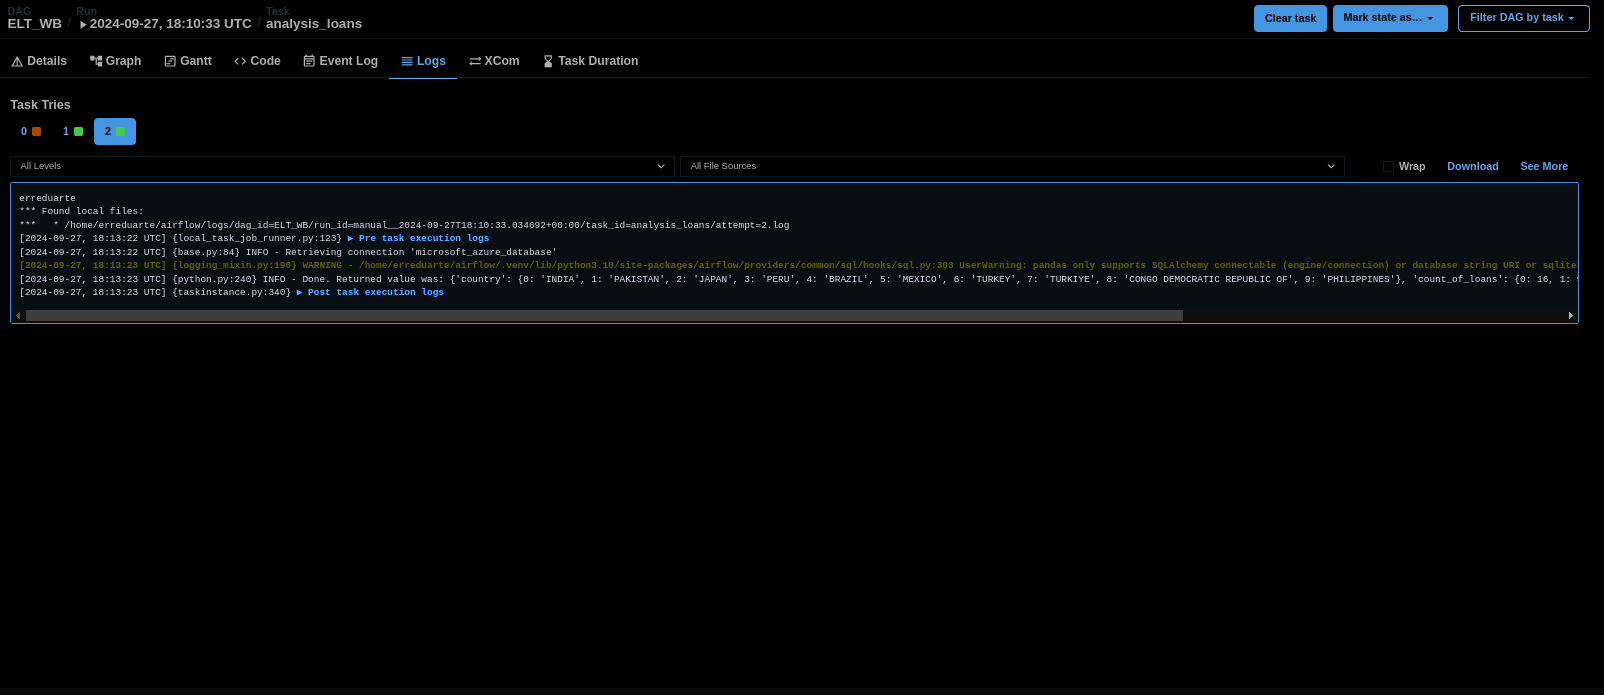 DAG Run Task
ELT_WB / 2024-09-27, 18:10:33 UTC / analysis_loans
Clear task Mark state as… Filter DAG by task
Details Graph Gantt Code Event Log Logs XCom Task Duration
Task Tries
0 1 2
All Levels All File Sources Wrap Download See More
erreduarte
*** Found local files:
***   * /home/erreduarte/airflow/logs/dag_id=ELT_WB/run_id=manual__2024-09-27T18:10:33.034692+00:00/task_id=analysis_loans/attempt=2.log
[2024-09-27, 18:13:22 UTC] {local_task_job_runner.py:123} ▶ Pre task execution logs
[2024-09-27, 18:13:22 UTC] {base.py:84} INFO - Retrieving connection 'microsoft_azure_database'
[2024-09-27, 18:13:23 UTC] {logging_mixin.py:190} WARNING - /home/erreduarte/airflow/.venv/lib/python3.10/site-packages/airflow/providers/common/sql/hooks/sql.py:303 UserWarning: pandas only supports SQLAlchemy connectable (engine/connection) or database string URI or sqlite
[2024-09-27, 18:13:23 UTC] {python.py:240} INFO - Done. Returned value was: {'country': {0: 'INDIA', 1: 'PAKISTAN', 2: 'JAPAN', 3: 'PERU', 4: 'BRAZIL', 5: 'MEXICO', 6: 'TURKEY', 7: 'TURKIYE', 8: 'CONGO DEMOCRATIC REPUBLIC OF', 9: 'PHILIPPINES'}, 'count_of_loans': {0: 16, 1:
[2024-09-27, 18:13:23 UTC] {taskinstance.py:340} ▶ Post task execution logs